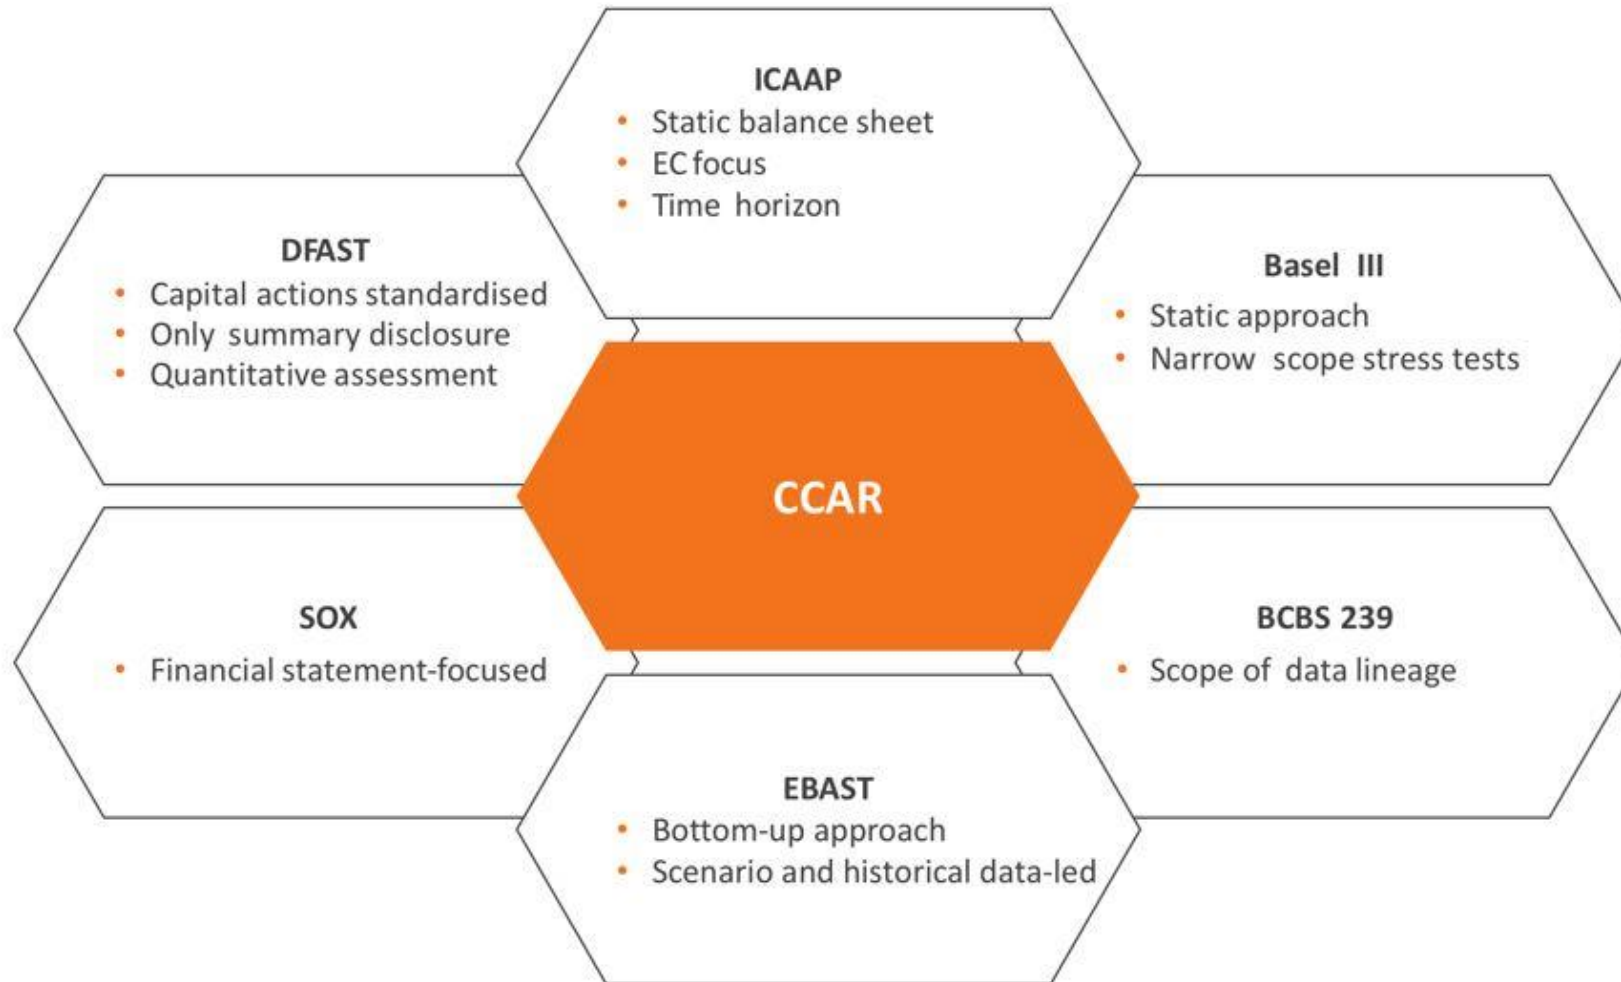 ICAAP
• Static balance sheet
• EC focus
• Time horizon
DFAST
• Capital actions standardised
• Only summary disclosure
• Quantitative assessment
Basel III
• Static approach
• Narrow scope stress tests
CCAR
SOX
• Financial statement-focused
BCBS 239
• Scope of data lineage
EBAST
• Bottom-up approach
• Scenario and historical data-led